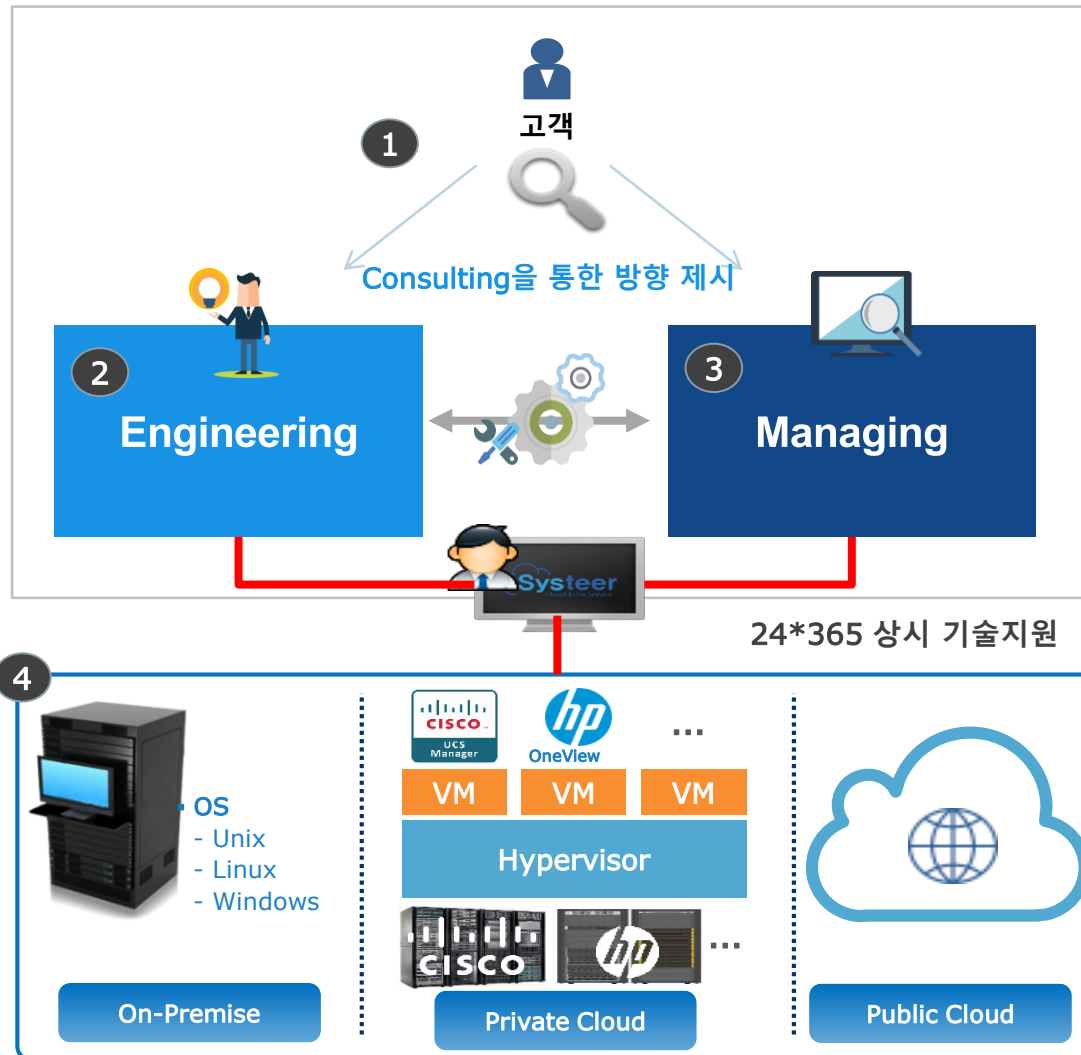 고객
1
Consulting을 통한 방향 제시
2
3
Engineering
Managing
Systeer
24*365 상시 기술지원
4
CISCO
UCS
Manager
hp
OneView
...
OS
- Unix
- Linux
- Windows
VM
VM
VM
Hypervisor
CISCO
hp
...
On-Premise
Private Cloud
Public Cloud